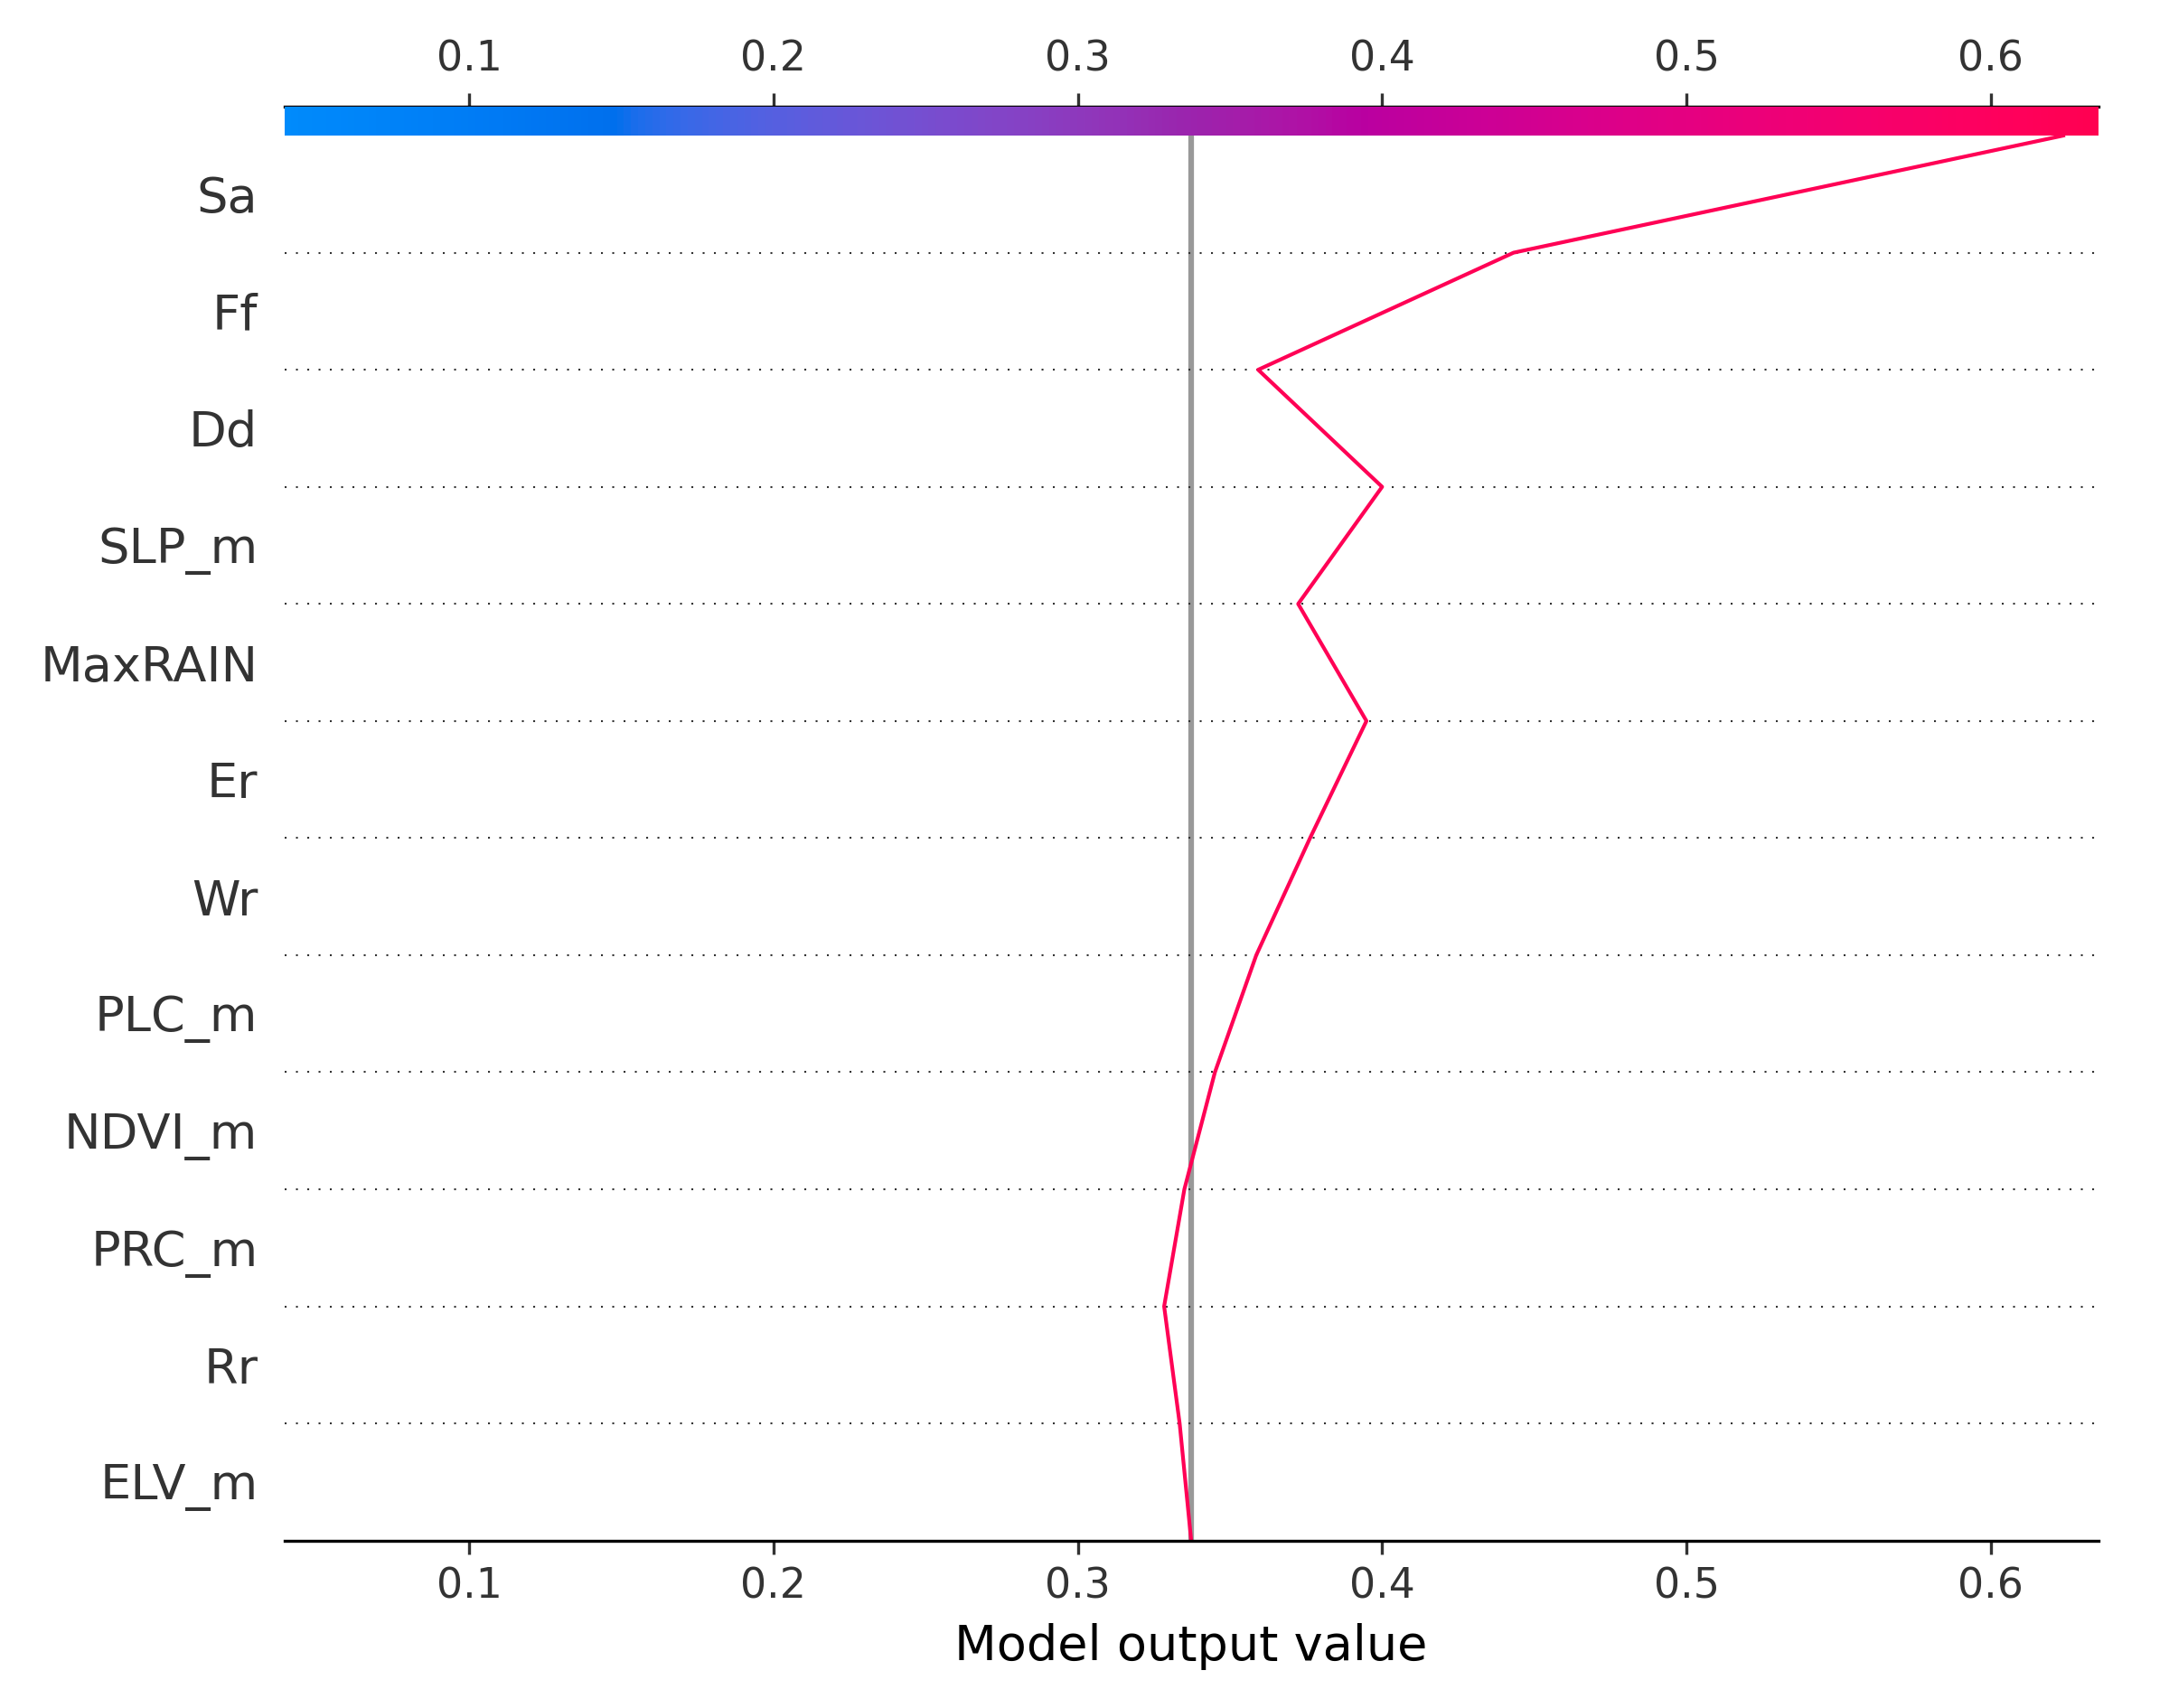 0.1 0.2 0.3 0.4 0.5 0.6
Sa
Ff
Dd
SLP_m
MaxRAIN
Er
Wr
PLC_m
NDVI_m
PRC_m
Rr
ELV_m
0.1 0.2 0.3 0.4 0.5 0.6
Model output value